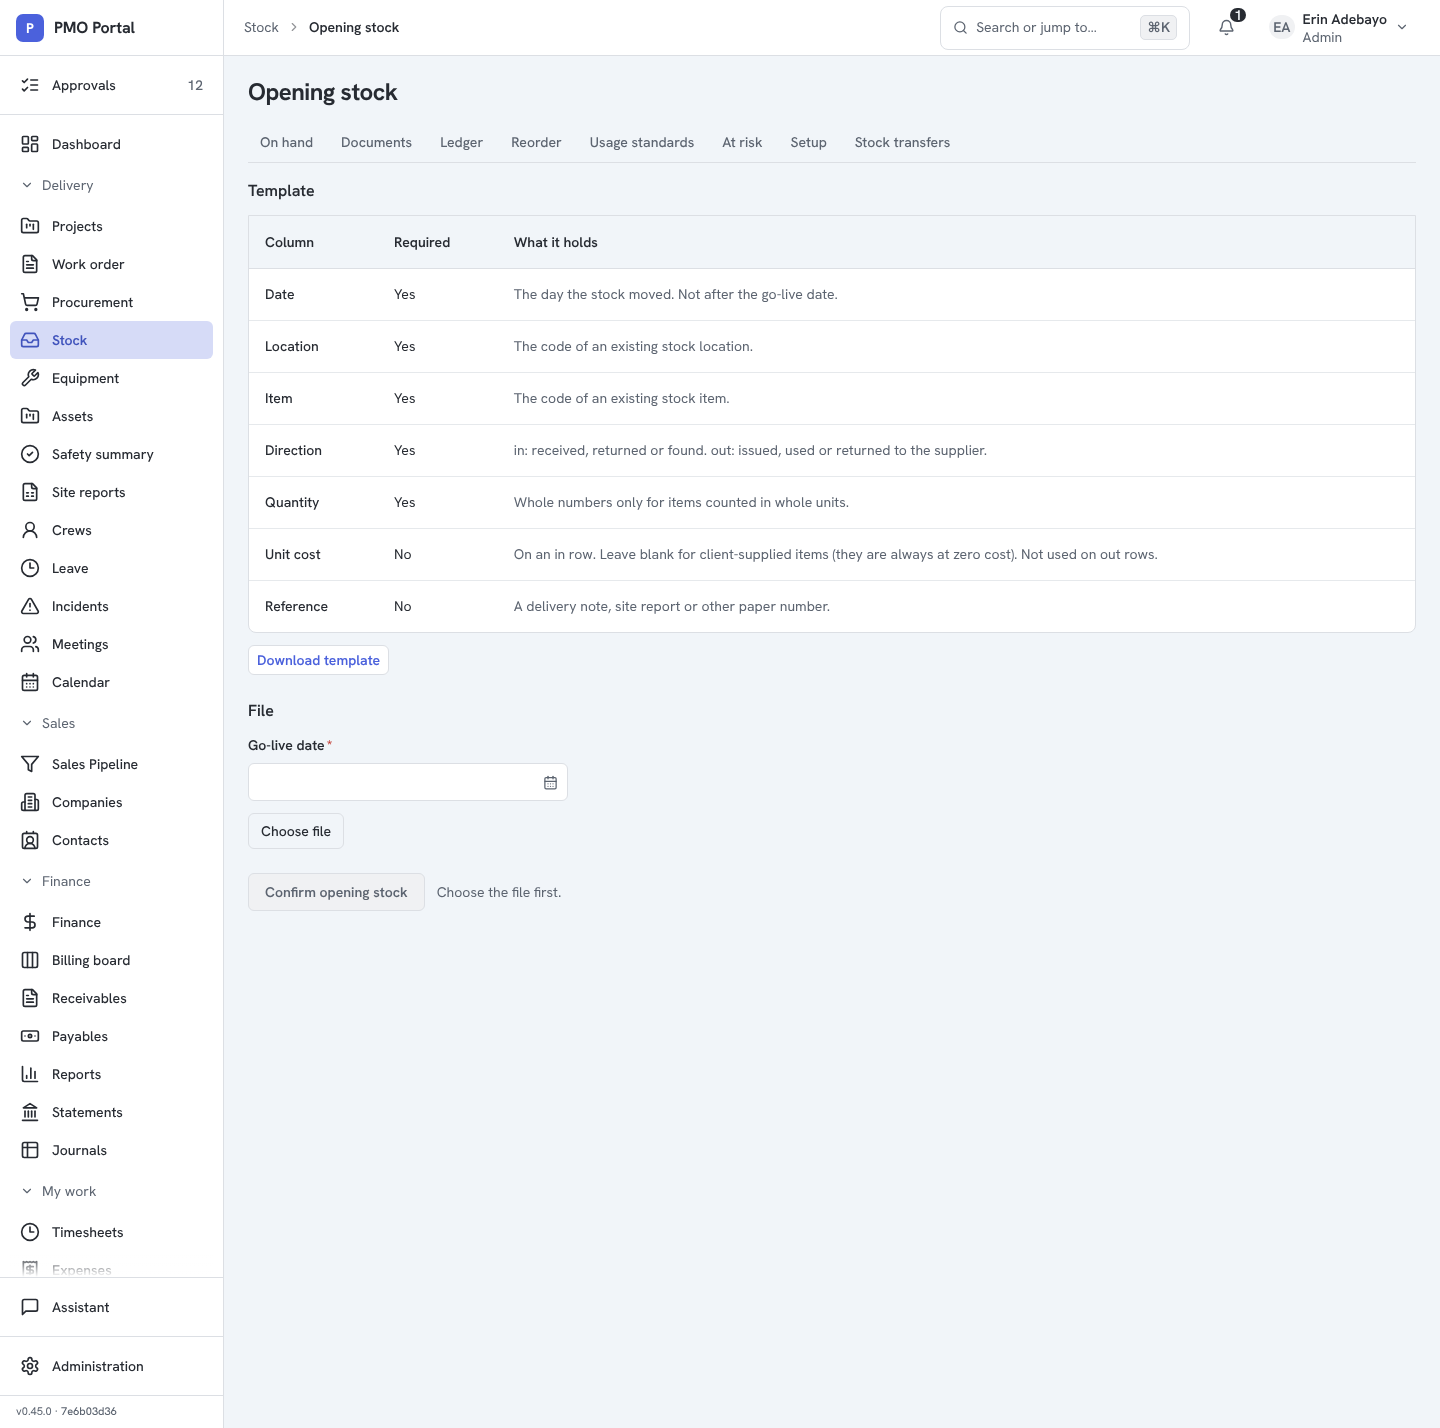 P PMO Portal
Stock > Opening stock
Search or jump to... ⌘K
1
EA Erin Adebayo
Admin
Approvals 12
Dashboard
Delivery
Projects
Work order
Procurement
Stock
Equipment
Assets
Safety summary
Site reports
Crews
Leave
Incidents
Meetings
Calendar
Sales
Sales Pipeline
Companies
Contacts
Finance
Finance
Billing board
Receivables
Payables
Reports
Statements
Journals
My work
Timesheets
Expenses
Assistant
Administration
v0.45.0 · 7e6b03d36
Opening stock
On hand Documents Ledger Reorder Usage standards At risk Setup Stock transfers
Template
Column Required What it holds
Date Yes The day the stock moved. Not after the go-live date.
Location Yes The code of an existing stock location.
Item Yes The code of an existing stock item.
Direction Yes in: received, returned or found. out: issued, used or returned to the supplier.
Quantity Yes Whole numbers only for items counted in whole units.
Unit cost No On an in row. Leave blank for client-supplied items (they are always at zero cost). Not used on out rows.
Reference No A delivery note, site report or other paper number.
Download template
File
Go-live date *
Choose file
Confirm opening stock Choose the file first.